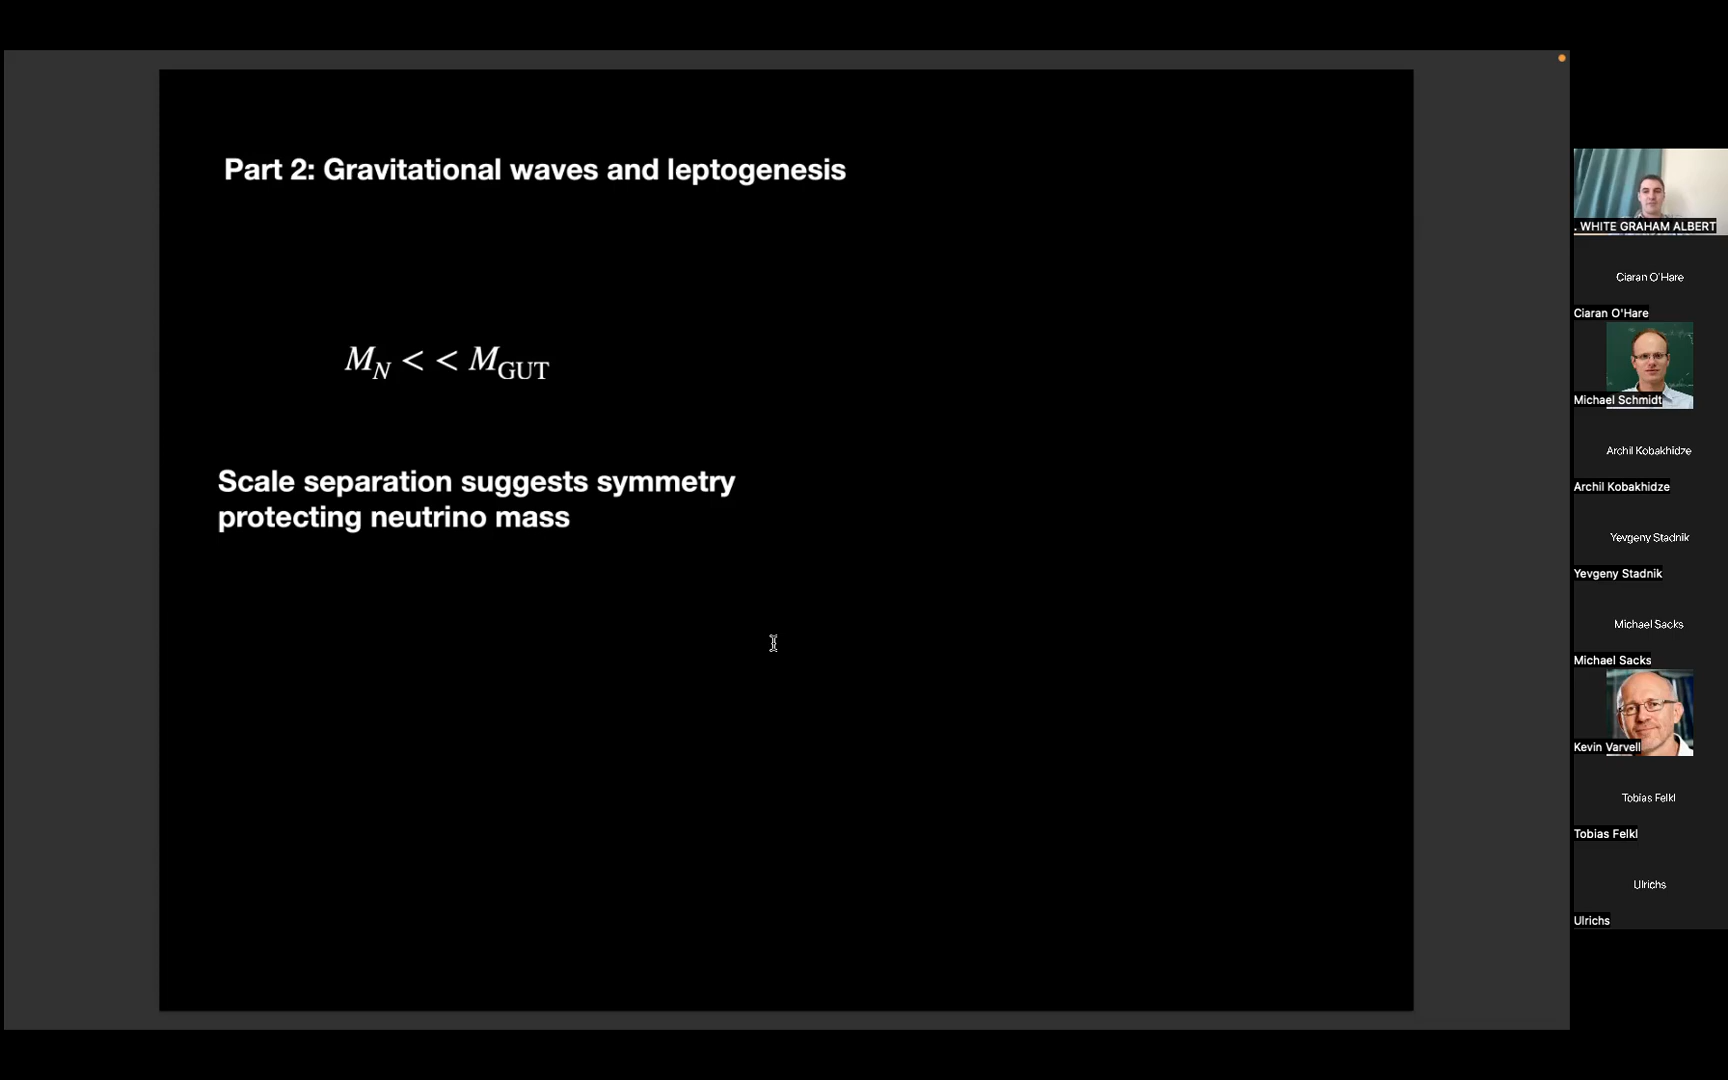 Part 2: Gravitational waves and leptogenesis
M_N < < M_GUT
Scale separation suggests symmetry
protecting neutrino mass
. WHITE GRAHAM ALBERT
Ciaran O'Hare
Ciaran O'Hare
Michael Schmidt
Archil Kobakhidze
Archil Kobakhidze
Yevgeny Stadnik
Yevgeny Stadnik
Michael Sacks
Michael Sacks
Kevin Varvell
Tobias Felkl
Tobias Felkl
Ulrichs
Ulrichs